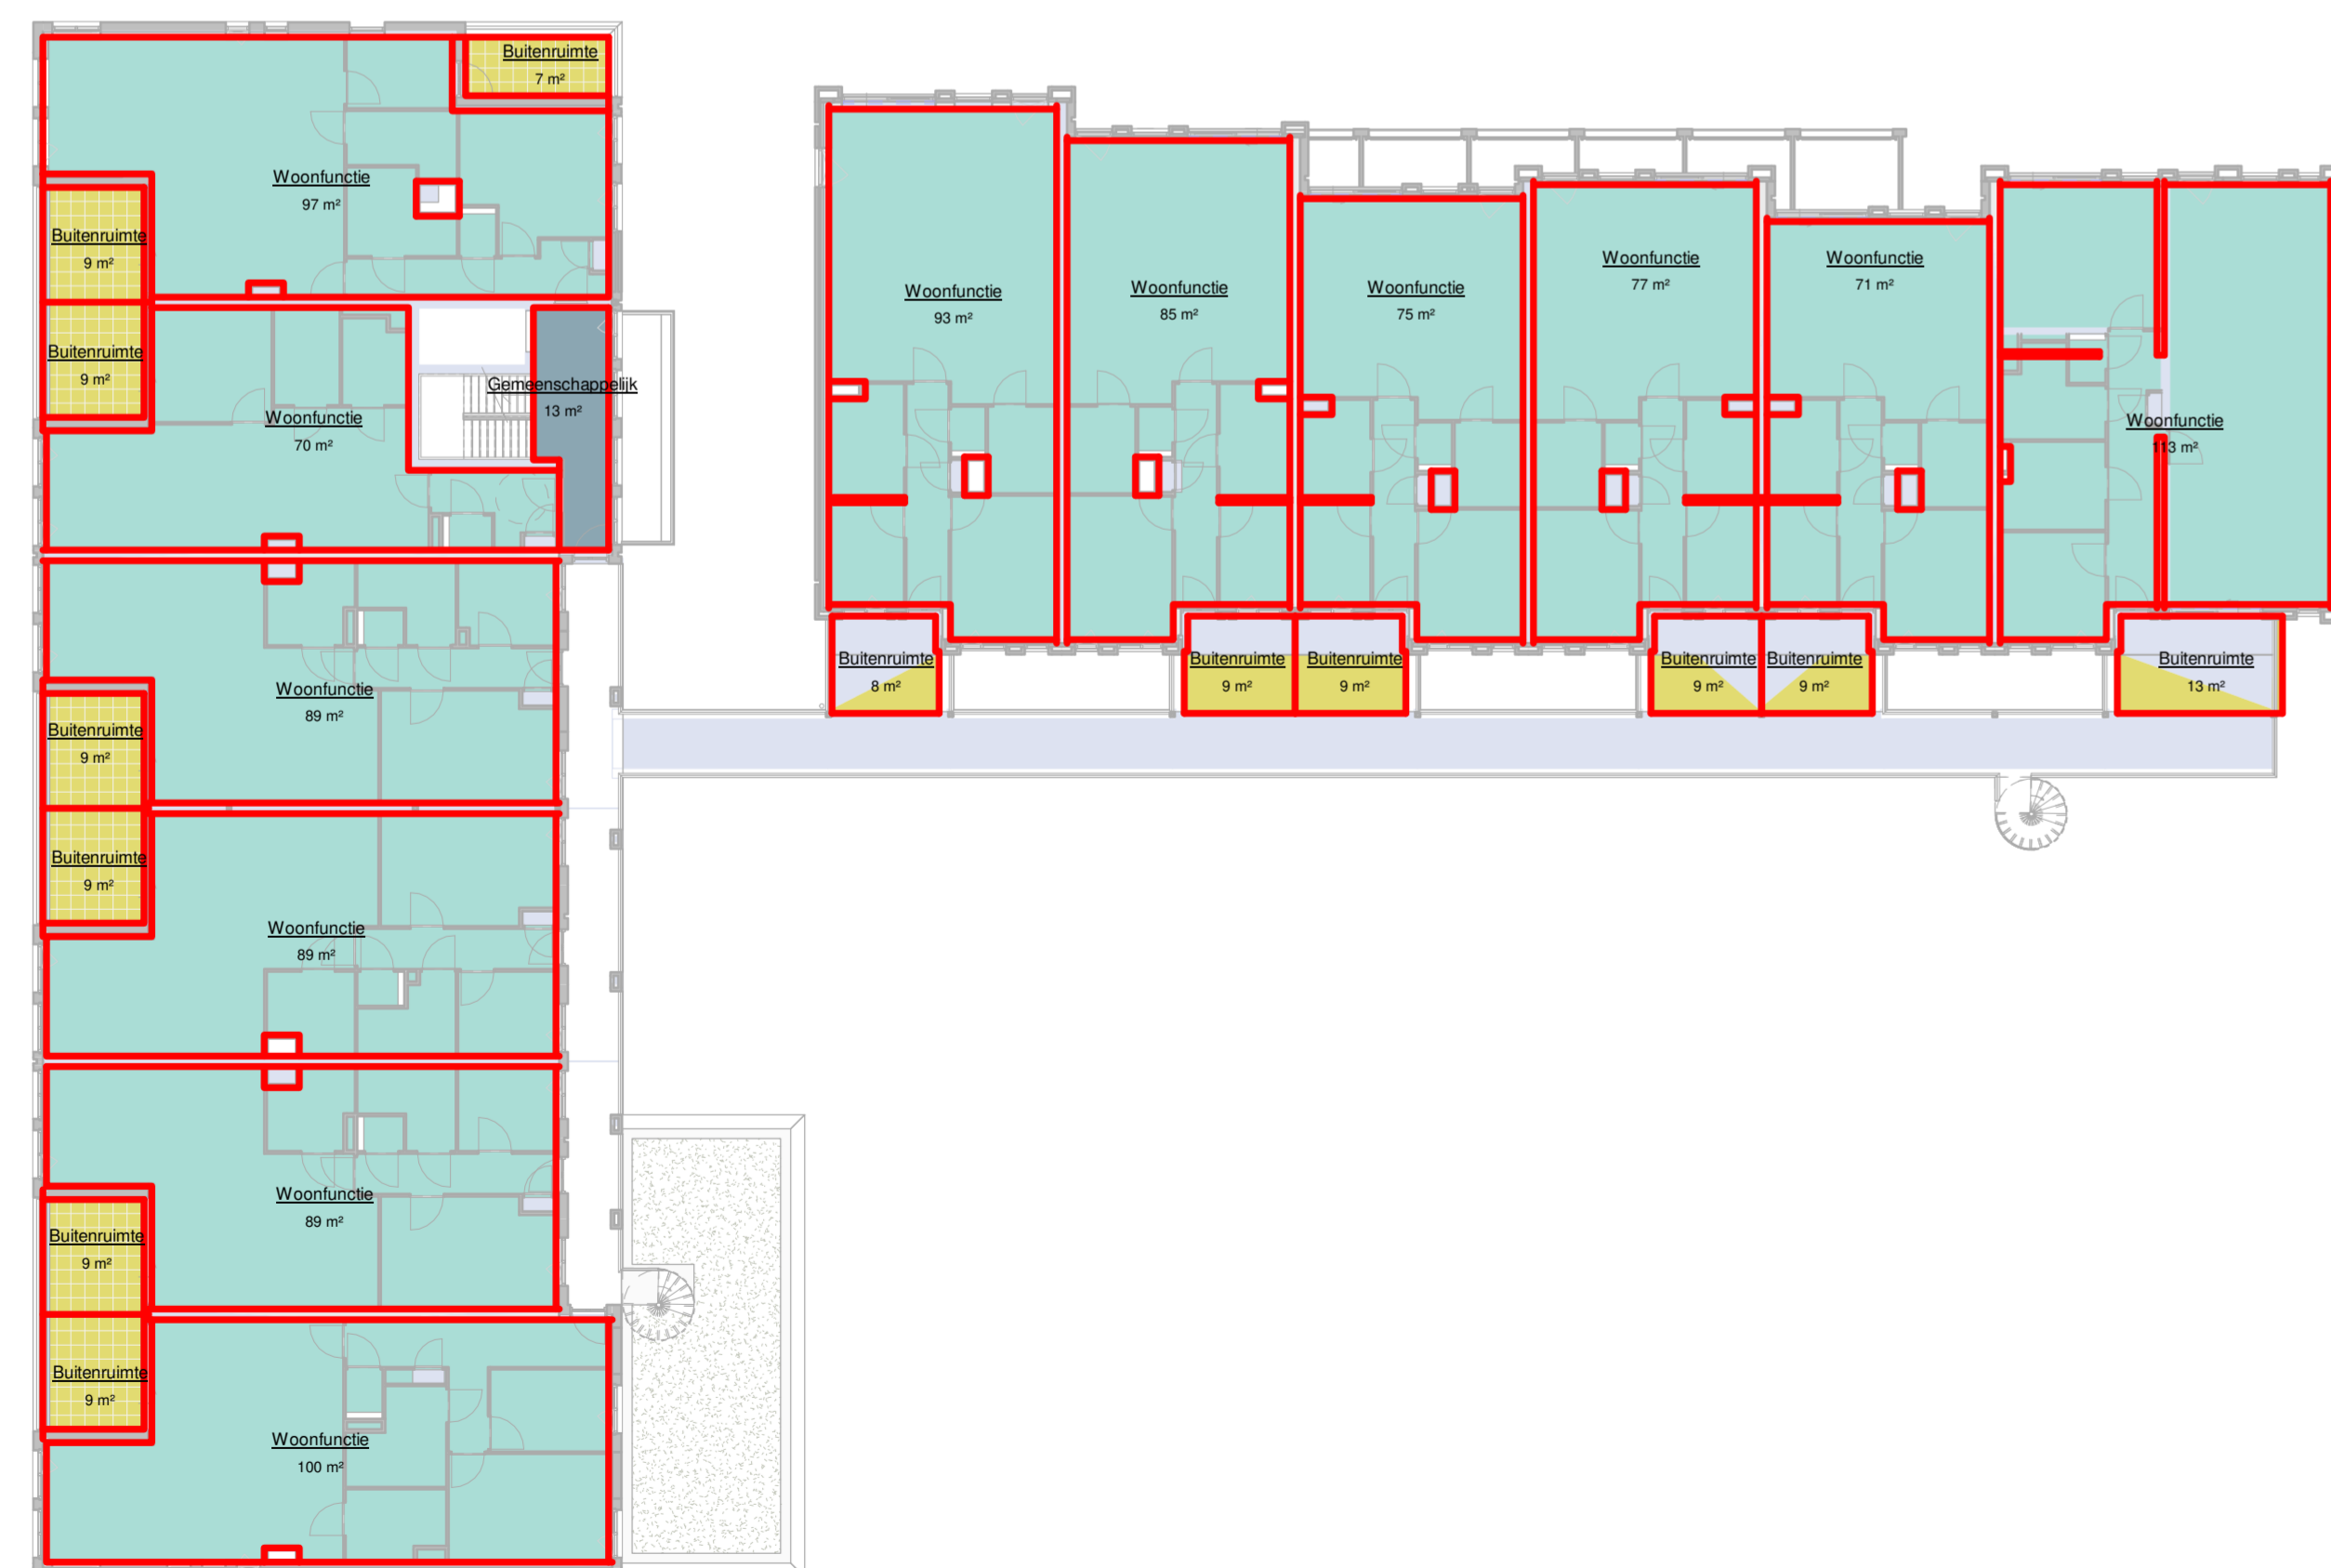 Buitenruimte
7 m²
Woonfunctie
97 m²
Buitenruimte
9 m²
Buitenruimte
9 m²
Gemeenschappelijk
13 m²
Woonfunctie
70 m²
Woonfunctie
89 m²
Buitenruimte
9 m²
Buitenruimte
9 m²
Woonfunctie
89 m²
Woonfunctie
89 m²
Buitenruimte
9 m²
Buitenruimte
9 m²
Woonfunctie
100 m²
Woonfunctie
93 m²
Woonfunctie
85 m²
Woonfunctie
75 m²
Woonfunctie
77 m²
Woonfunctie
71 m²
Woonfunctie
113 m²
Buitenruimte
8 m²
Buitenruimte
9 m²
Buitenruimte
9 m²
Buitenruimte
9 m²
Buitenruimte
9 m²
Buitenruimte
13 m²